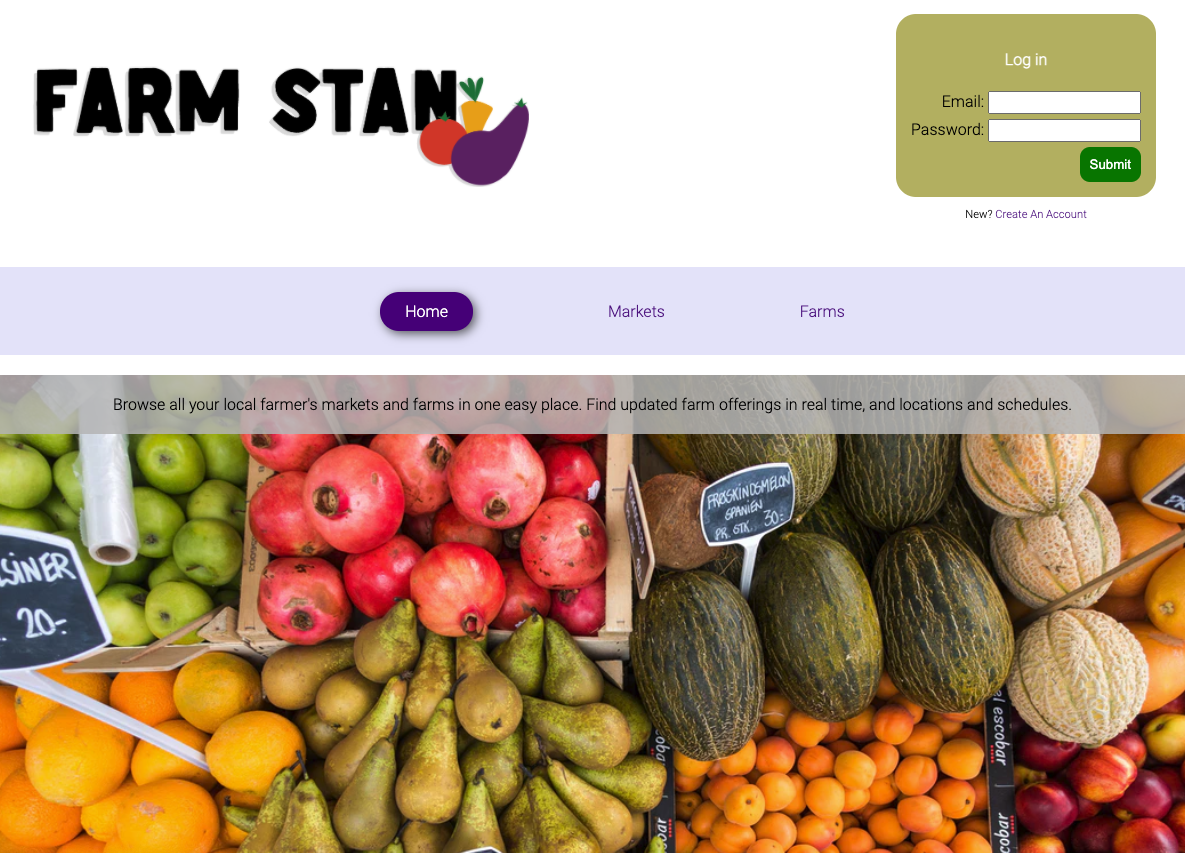 FARM STAN
Log in
Email:
Password:
Submit
New? Create An Account
Home
Markets
Farms
Browse all your local farmer's markets and farms in one easy place. Find updated farm offerings in real time, and locations and schedules.
FRØSKINDSMELON
SPANIEN
PR. STK. 30:-
SINER
20:-
el escobar
escobar